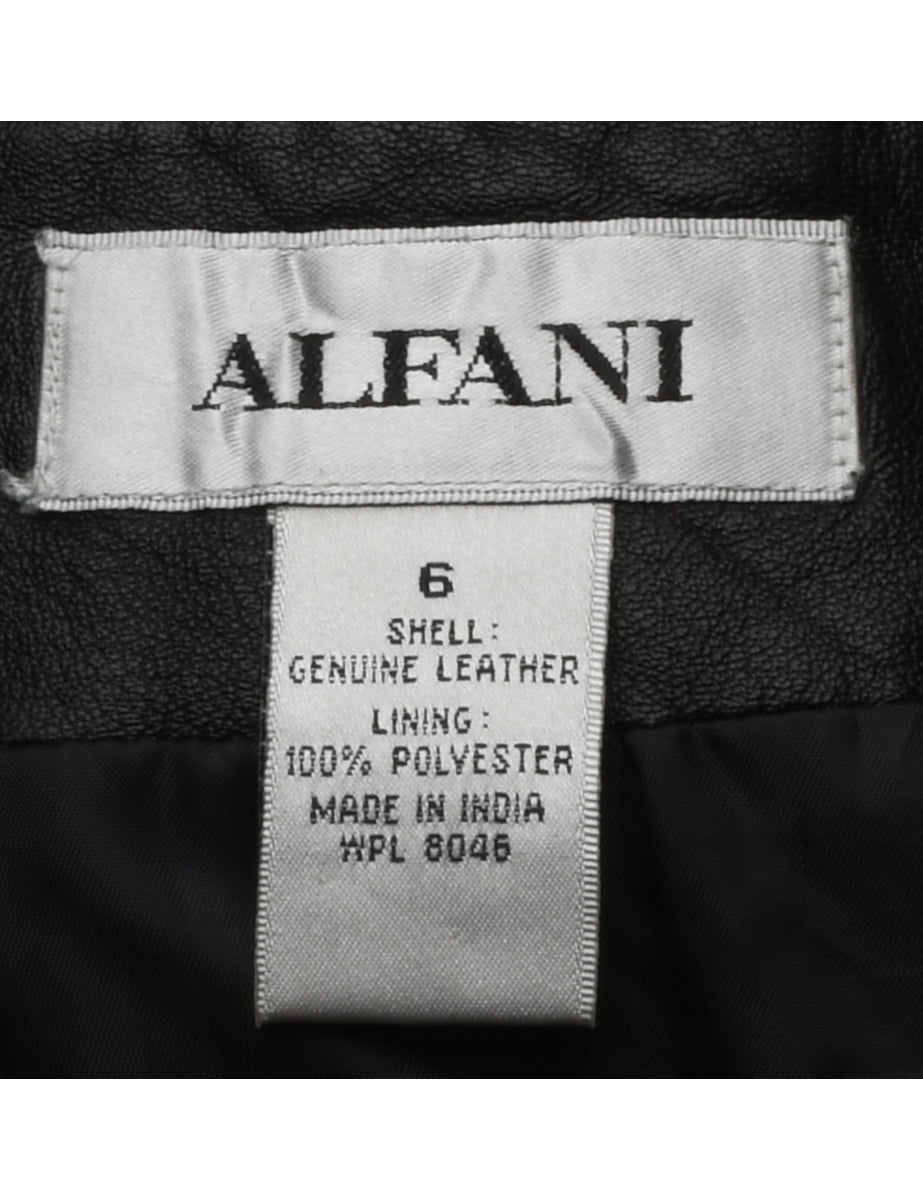 ALFANI
6
SHELL:
GENUINE LEATHER
LINING:
100% POLYESTER
MADE IN INDIA
WPL 8046